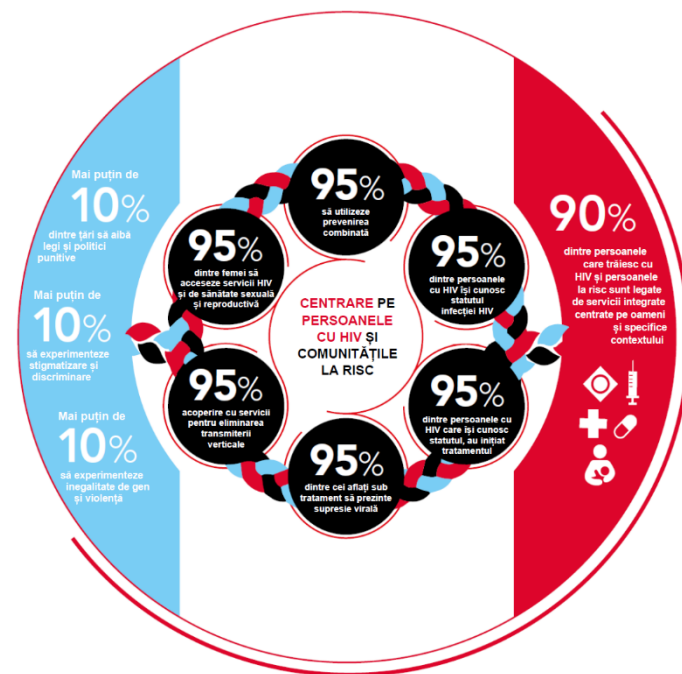 Mai puțin de
10%
dintre țări să aibă
legi și politici
punitive
Mai puțin de
10%
să experimenteze
stigmatizare și
discriminare
Mai puțin de
10%
să experimenteze
inegalitate de gen
și violență
95%
să utilizeze
prevenirea
combinată
95%
dintre persoanele
cu HIV își cunosc
statutul
infecției HIV
95%
dintre persoanele cu
HIV care își cunosc
statutul, au inițiat
tratamentul
95%
dintre cei aflați sub
tratament să prezinte
supresie virală
95%
acoperire cu servicii
pentru eliminarea
transmiterii
verticale
95%
dintre femei să
acceseze servicii HIV
și de sănătate sexuală
și reproductivă
CENTRARE PE
PERSOANELE
CU HIV ȘI
COMUNITĂȚILE
LA RISC
90%
dintre persoanele
care trăiesc cu
HIV și persoanele
la risc sunt legate
de servicii integrate
centrate pe oameni
și specifice
contextului